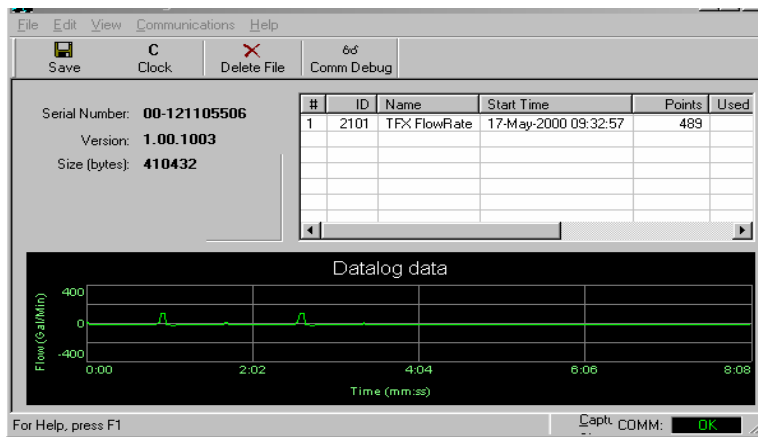 File Edit View Communications Help
Save
C
Clock
Delete File
Comm Debug
Serial Number: 00-121105506
Version: 1.00.1003
Size (bytes): 410432
# ID Name Start Time Points Used
1 2101 TFX FlowRate 17-May-2000 09:32:57 489
Datalog data
Flow (Gal/Min)
400
0
-400
0:00 2:02 4:04 6:06 8:08
Time (mm:ss)
For Help, press F1
Captu
COMM: OK